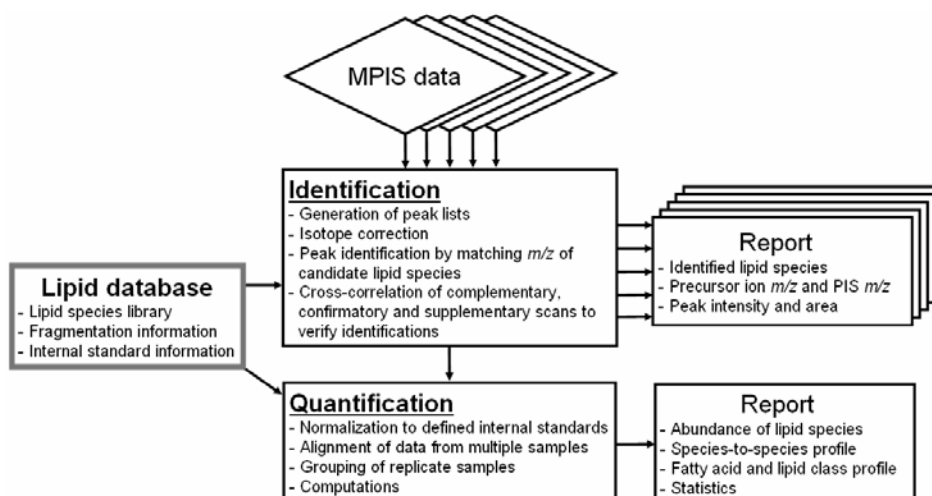 MPIS data
Identification
- Generation of peak lists
- Isotope correction
- Peak identification by matching m/z of
candidate lipid species
- Cross-correlation of complementary,
confirmatory and supplementary scans to
verify identifications
Report
- Identified lipid species
- Precursor ion m/z and PIS m/z
- Peak intensity and area
Lipid database
- Lipid species library
- Fragmentation information
- Internal standard information
Quantification
- Normalization to defined internal standards
- Alignment of data from multiple samples
- Grouping of replicate samples
- Computations
Report
- Abundance of lipid species
- Species-to-species profile
- Fatty acid and lipid class profile
- Statistics